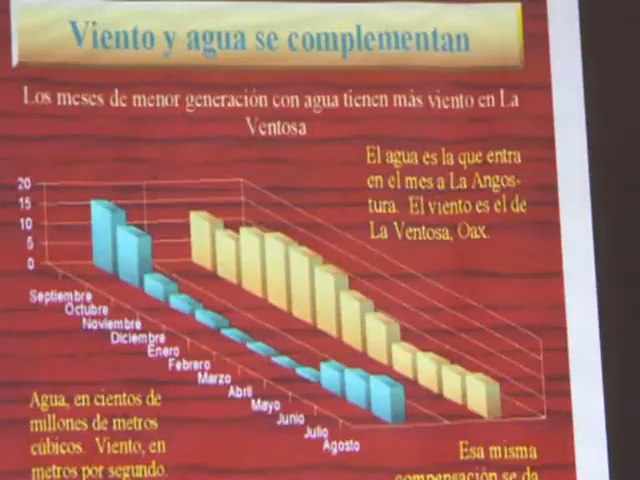 Viento y agua se complementan
Los meses de menor generación con agua tienen más viento en La
Ventosa
El agua es la que entra
en el mes a La Angos-
tura. El viento es el de
La Ventosa, Oax.
20
15
10
5
0
Septiembre
Octubre
Noviembre
Diciembre
Enero
Febrero
Marzo
Abril
Mayo
Junio
Julio
Agosto
Agua, en cientos de
millones de metros
cúbicos. Viento, en
metros por segundo.
Esa misma
compensación se da